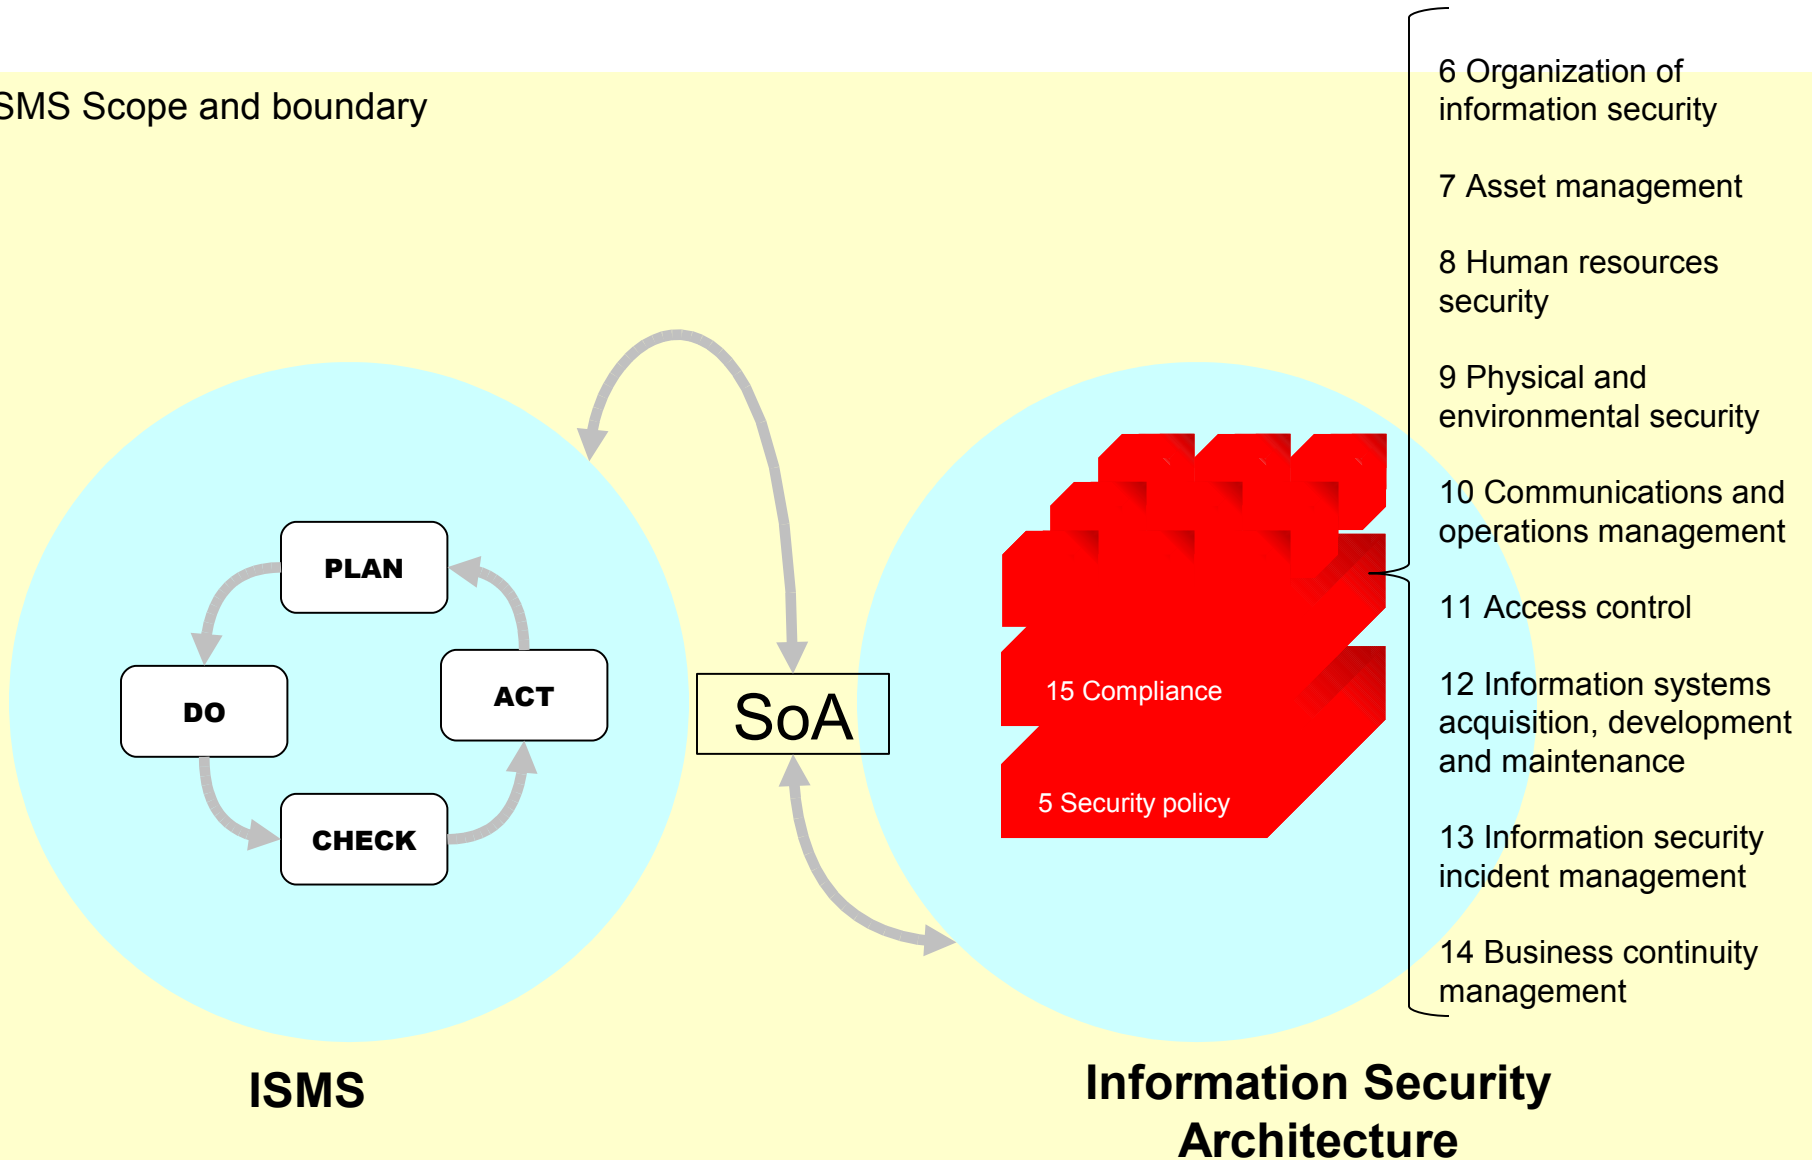 SMS Scope and boundary
PLAN
DO
ACT
CHECK
ISMS
SoA
15 Compliance
5 Security policy
Information Security
Architecture
6 Organization of
information security
7 Asset management
8 Human resources
security
9 Physical and
environmental security
10 Communications and
operations management
11 Access control
12 Information systems
acquisition, development
and maintenance
13 Information security
incident management
14 Business continuity
management